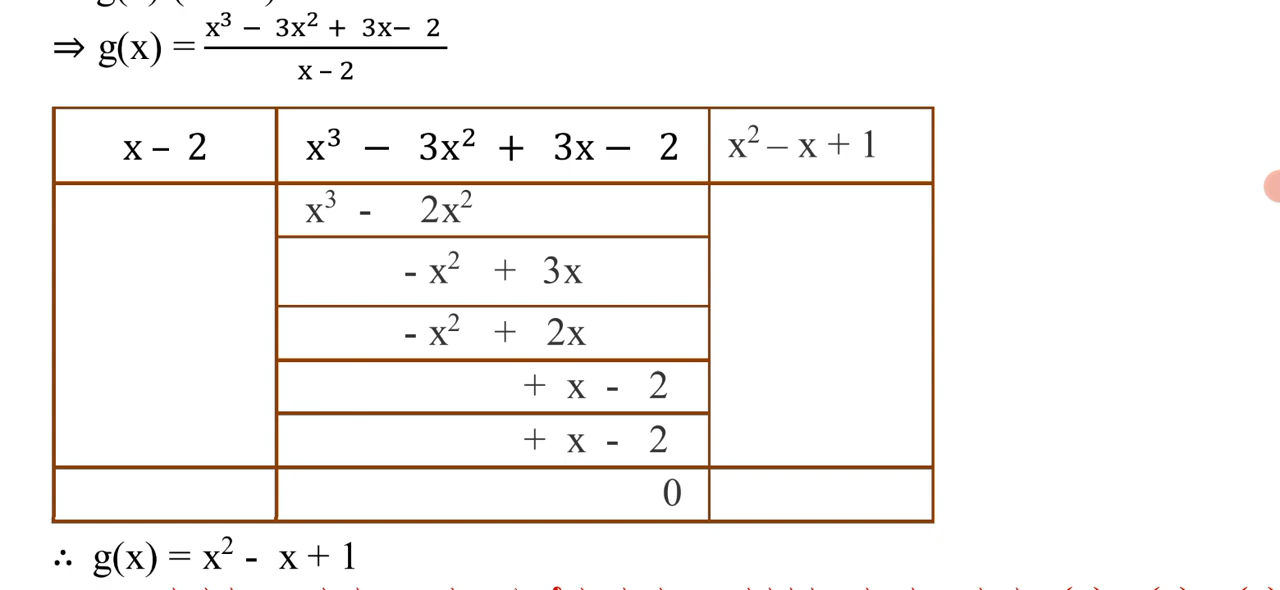 ⇒ g(x) = (x³ − 3x² + 3x− 2)/(x − 2)
x − 2 x³ − 3x² + 3x − 2 x² − x + 1
x³ - 2x²
- x² + 3x
- x² + 2x
+ x - 2
+ x - 2
0
∴ g(x) = x² - x + 1